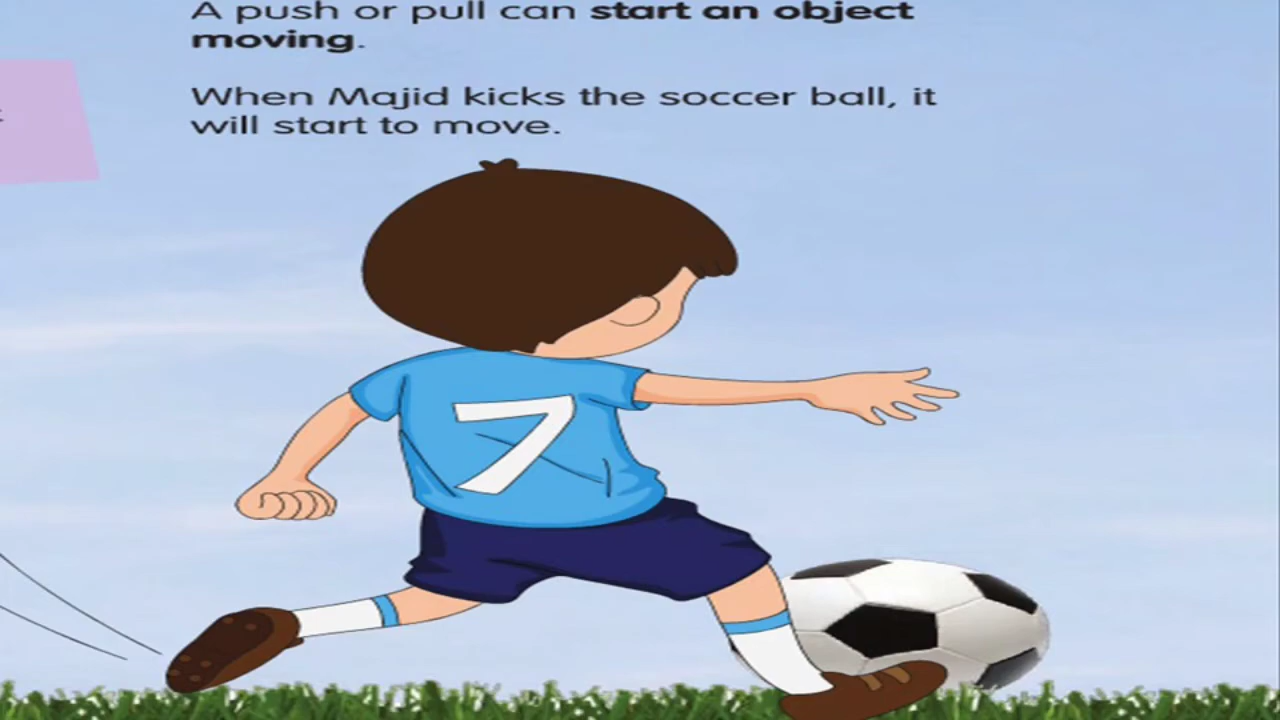 A push or pull can start an object
moving.
When Majid kicks the soccer ball, it
will start to move.
7